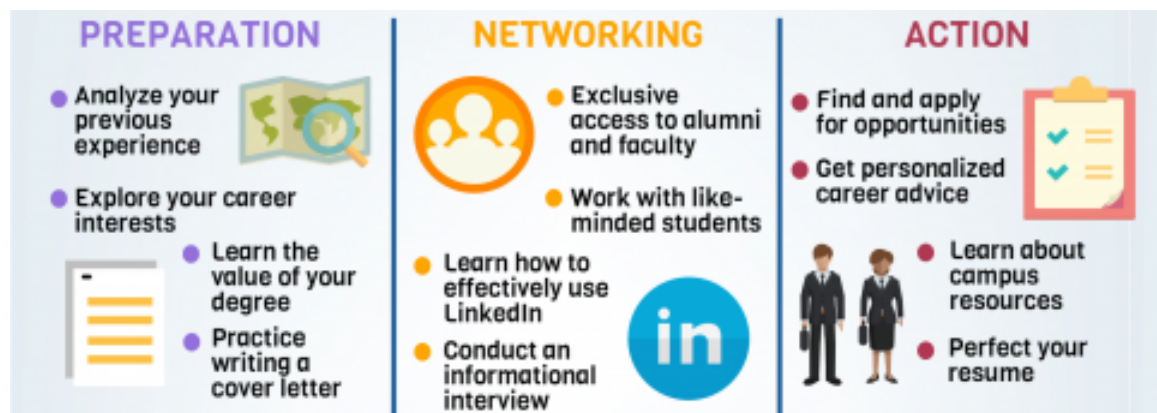 PREPARATION
Analyze your
previous
experience
Explore your career
interests
Learn the
value of your
degree
Practice
writing a
cover letter
NETWORKING
Exclusive
access to alumni
and faculty
Work with like-
minded students
Learn how to
effectively use
LinkedIn
in
Conduct an
informational
interview
ACTION
Find and apply
for opportunities
Get personalized
career advice
Learn about
campus
resources
Perfect your
resume